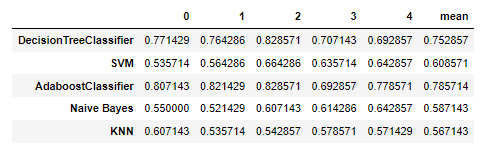 0 1 2 3 4 mean
DecisionTreeClassifier 0.771429 0.764286 0.828571 0.707143 0.692857 0.752857
SVM 0.535714 0.564286 0.664286 0.635714 0.642857 0.608571
AdaboostClassifier 0.807143 0.821429 0.828571 0.692857 0.778571 0.785714
Naive Bayes 0.550000 0.521429 0.607143 0.614286 0.642857 0.587143
KNN 0.607143 0.535714 0.542857 0.578571 0.571429 0.567143